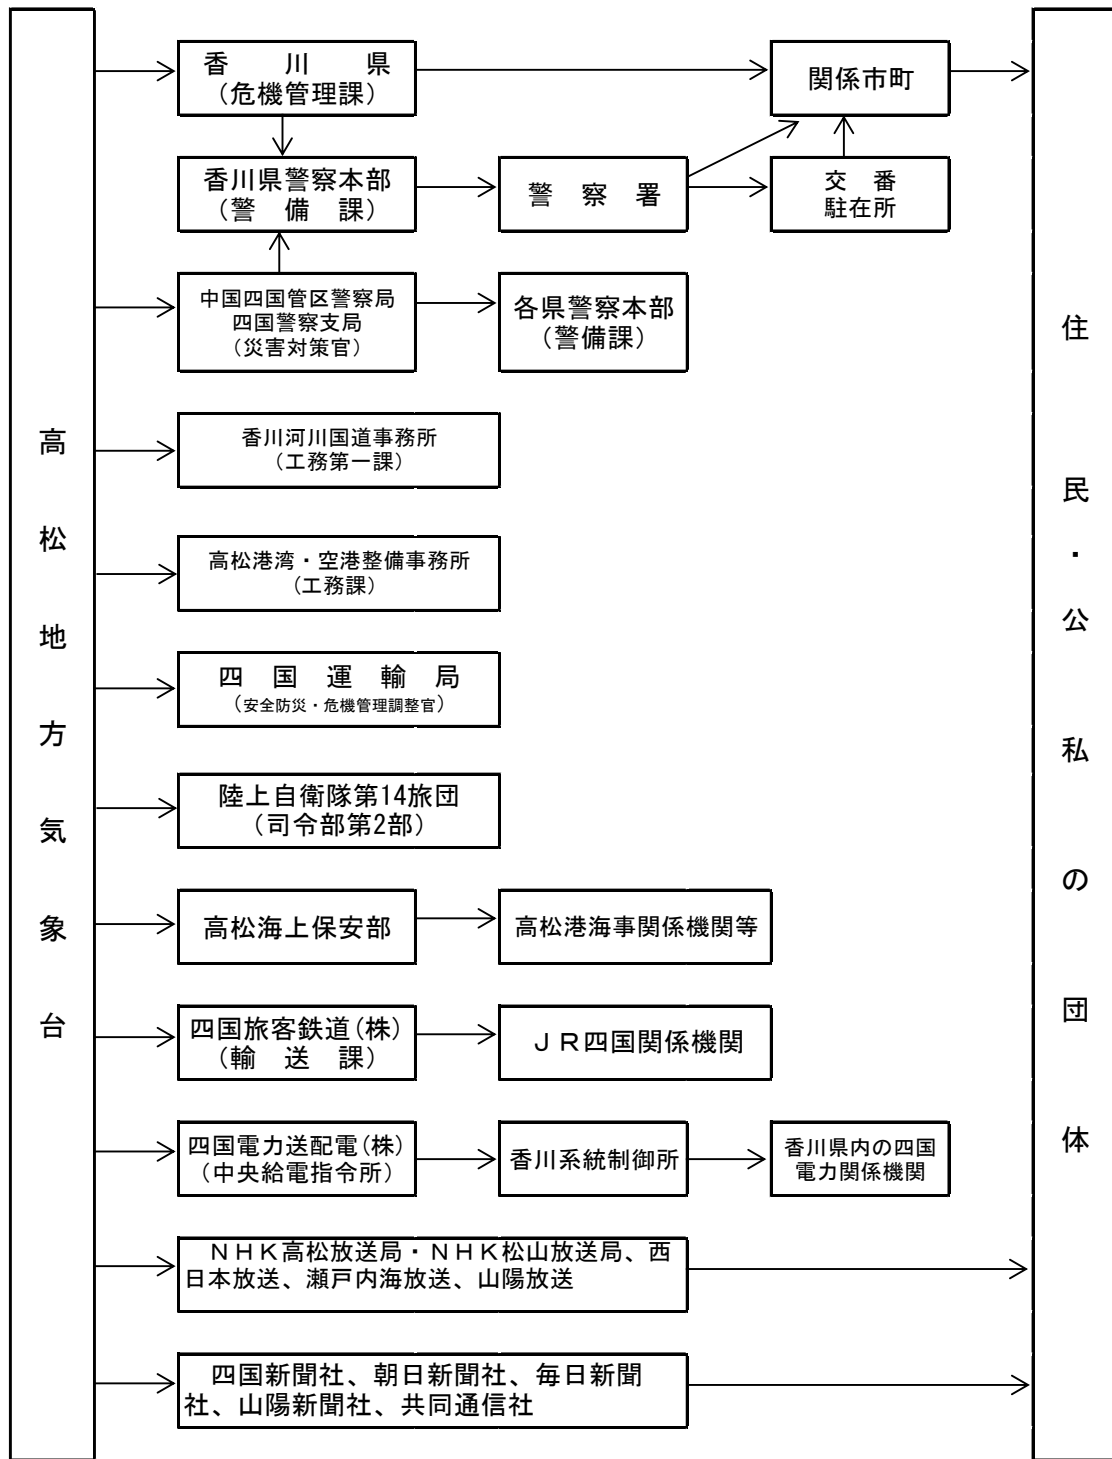 高松地方気象台
香　川　県
（危機管理課）
関係市町
香川県警察本部
（警　備　課）
警　察　署
交　番
駐在所
中国四国管区警察局
四国警察支局
（災害対策官）
各県警察本部
（警備課）
香川河川国道事務所
（工務第一課）
高松港湾・空港整備事務所
（工務課）
四　国　運　輸　局
（安全防災・危機管理調整官）
陸上自衛隊第14旅団
（司令部第2部）
高松海上保安部
高松港海事関係機関等
四国旅客鉄道(株)
（輸　送　課）
ＪＲ四国関係機関
四国電力送配電(株)
（中央給電指令所）
香川系統制御所
香川県内の四国
電力関係機関
ＮＨＫ高松放送局・ＮＨＫ松山放送局、西
日本放送、瀬戸内海放送、山陽放送
四国新聞社、朝日新聞社、毎日新聞
社、山陽新聞社、共同通信社
住民・公私の団体